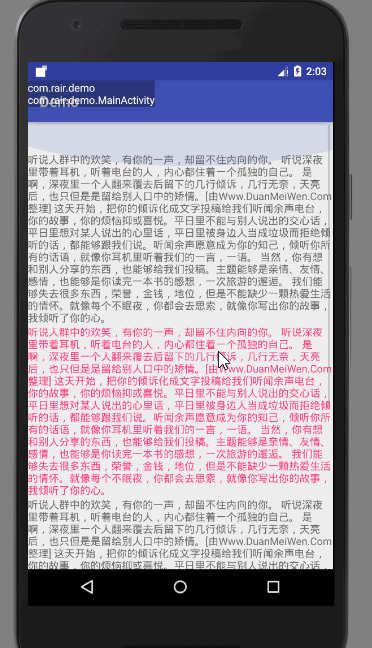 2:03
com.rair.demo
com.rair.demo.MainActivity
Demo
听说人群中的欢笑，有你的一声，却留不住内向的你。 听说深夜
里带着耳机，听着电台的人，内心都住着一个孤独的自己。 是
啊，深夜里一个人翻来覆去后留下的几行倾诉，几行无奈，天亮
后，也只但是是留给别人口中的矫情。[由Www.DuanMeiWen.Com
整理] 这天开始，把你的倾诉化成文字投稿给我们听闻余声电台，
你的故事，你的心情，你的压抑或喜悦。平日里不敢说的交心话，
平日里想对某人说出的心里话，平日里被身边人当成垃圾而拒绝倾
听的话，都能够跟我们说。听闻余声愿意成为你的知己，倾听你所
有的话语，就像你耳机里听着我们的一言，一语。 当然，你有想
和别人分享的东西，也能够给我们投稿。主题能够是亲情、友情、
感情，也能够是你读完一本书的感想，一次旅游的邂逅。 我们能
够失去很多东西，荣誉，金钱，地位，但是不能缺少一颗热爱生活
的情怀。就像每个不眠夜，你都会去思索，就像你写出你的故事，
我倾听了你的心。
听说人群中的欢笑，有你的一声，却留不住内向的你。 听说深夜
里带着耳机，听着电台的人，内心都住着一个孤独的自己。 是
啊，深夜里一个人翻来覆去后留下的几行倾诉，几行无奈，天亮
后，也只但是是留给别人口中的矫情。[由Www.DuanMeiWen.Com
整理] 这天开始，把你的倾诉化成文字投稿给我们听闻余声电台，
你的故事，你的心情，你的压抑或喜悦。平日里不敢说的交心话，
平日里想对某人说出的心里话，平日里被身边人当成垃圾而拒绝倾
听的话，都能够跟我们说。听闻余声愿意成为你的知己，倾听你所
有的话语，就像你耳机里听着我们的一言，一语。 当然，你有想
和别人分享的东西，也能够给我们投稿。主题能够是亲情、友情、
感情，也能够是你读完一本书的感想，一次旅游的邂逅。 我们能
够失去很多东西，荣誉，金钱，地位，但是不能缺少一颗热爱生活
的情怀。就像每个不眠夜，你都会去思索，就像你写出你的故事，
我倾听了你的心。
听说人群中的欢笑，有你的一声，却留不住内向的你。 听说深夜
里带着耳机，听着电台的人，内心都住着一个孤独的自己。 是
啊，深夜里一个人翻来覆去后留下的几行倾诉，几行无奈，天亮
后，也只但是是留给别人口中的矫情。[由Www.DuanMeiWen.Com
整理] 这天开始，把你的倾诉化成文字投稿给我们听闻余声电台，
你的故事，你的心情，你的压抑或喜悦。平日里不敢说的交心话，